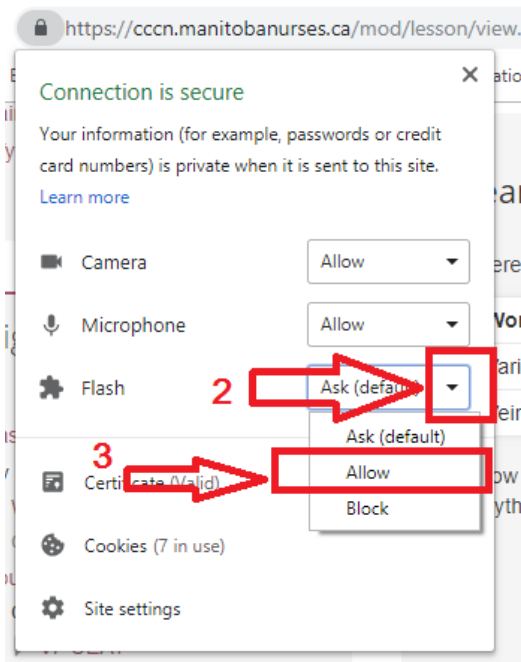 https://cccn.manitobanurses.ca/mod/lesson/view.
Connection is secure
Your information (for example, passwords or credit
card numbers) is private when it is sent to this site.
Learn more
Camera Allow
Microphone Allow
Flash 2 Ask (default)
Ask (default)
3 Allow
Certificate (Valid)
Block
Cookies (7 in use)
Site settings